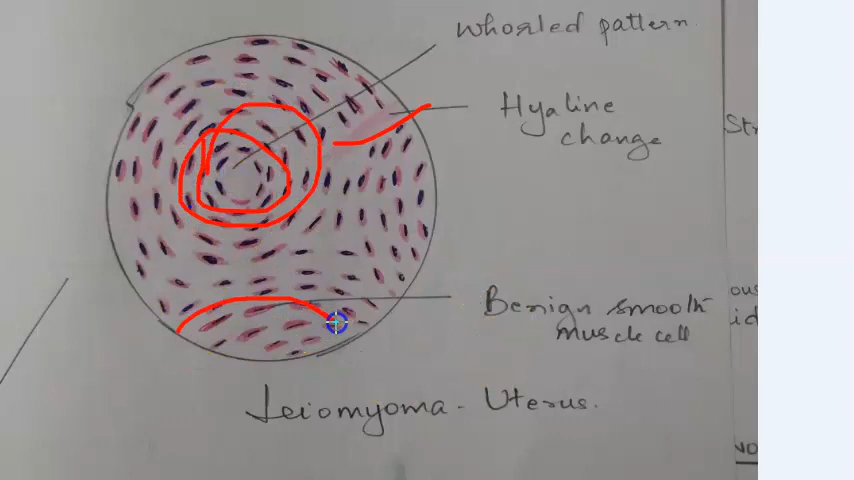 Whorled pattern
Hyaline
change
Benign smooth
muscle cell
Leiomyoma - Uterus.